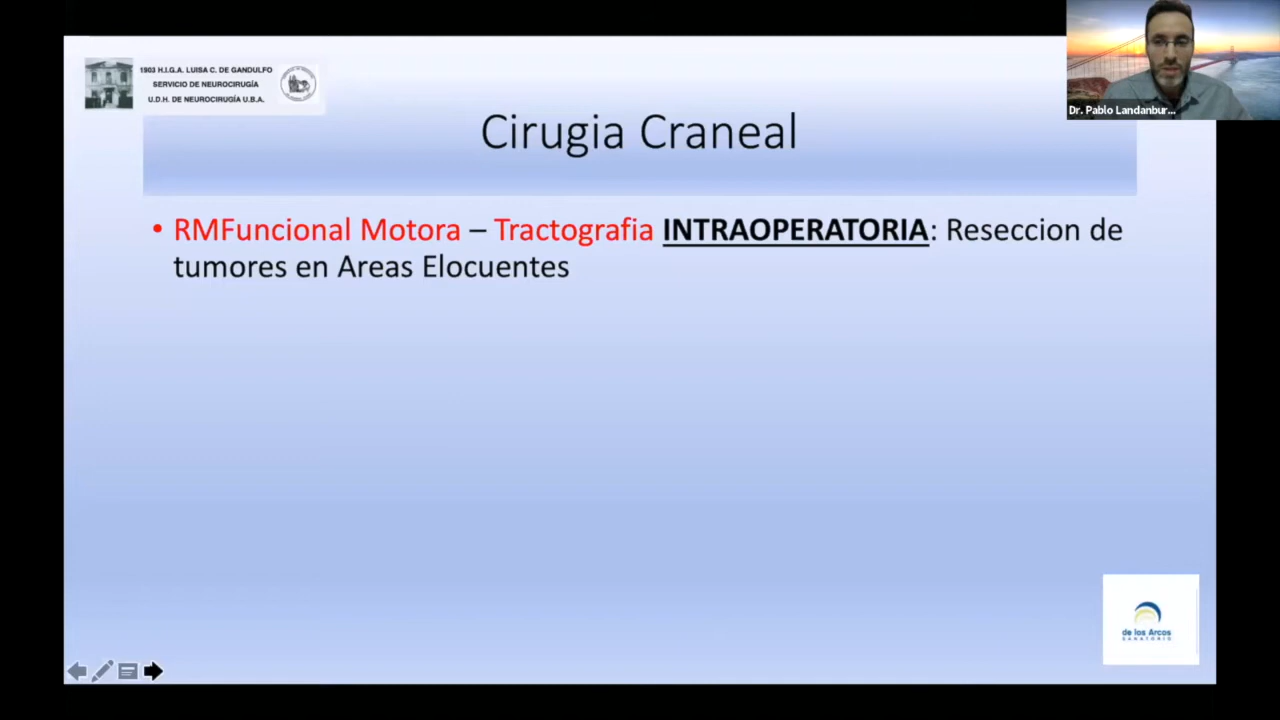 1903 H.I.G.A. LUISA C. DE GANDULFO
SERVICIO DE NEUROCIRUGÍA
U.D.H. DE NEUROCIRUGÍA U.B.A.
Dr. Pablo Landanbur...
Cirugia Craneal
• RMFuncional Motora – Tractografia INTRAOPERATORIA: Reseccion de
tumores en Areas Elocuentes
de los Arcos
SANATORIO